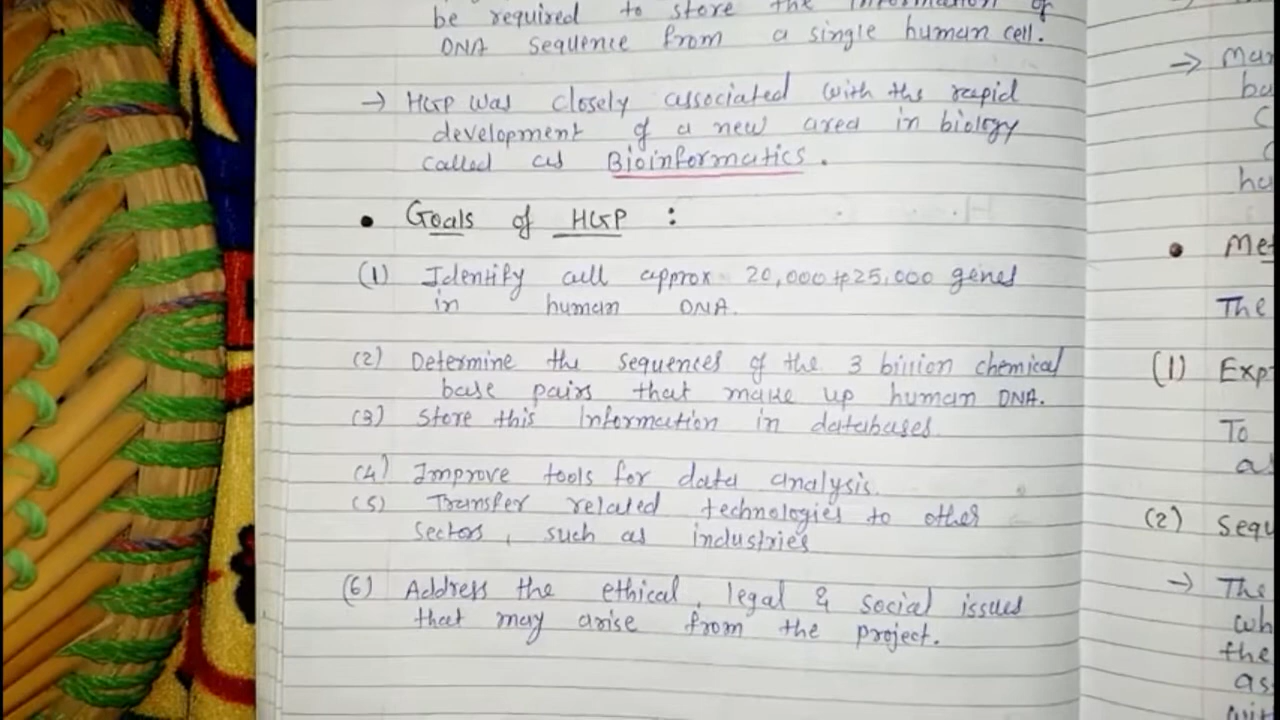 be required to store the information of
DNA sequence from a single human cell.
→ HGP was closely associated with the rapid
development of a new area in biology
called as Bioinformatics.
• Goals of HGP :
(1) Identify all approx 20,000 to 25,000 genes
in human DNA.
(2) Determine the sequences of the 3 billion chemical
base pairs that make up human DNA.
(3) Store this information in databases.
(4) Improve tools for data analysis.
(5) Transfer related technologies to other
sectors, such as industries
(6) Address the ethical, legal & social issues
that may arise from the project.
→
•
The
(1)
To
(2)
→ The
the